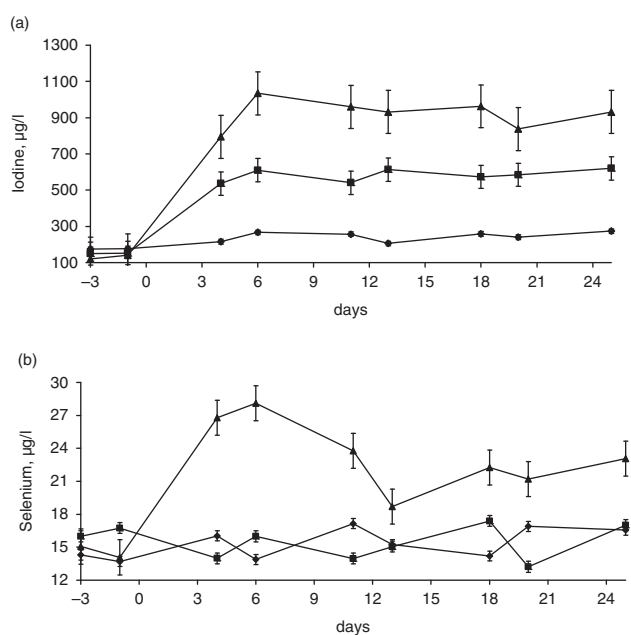 (a)
1300
1100
900
700
500
300
100
Iodine, µg/l
–3 0 3 6 9 12 15 18 21 24
days
(b)
30
27
24
21
18
15
12
Selenium, µg/l
–3 0 3 6 9 12 15 18 21 24
days